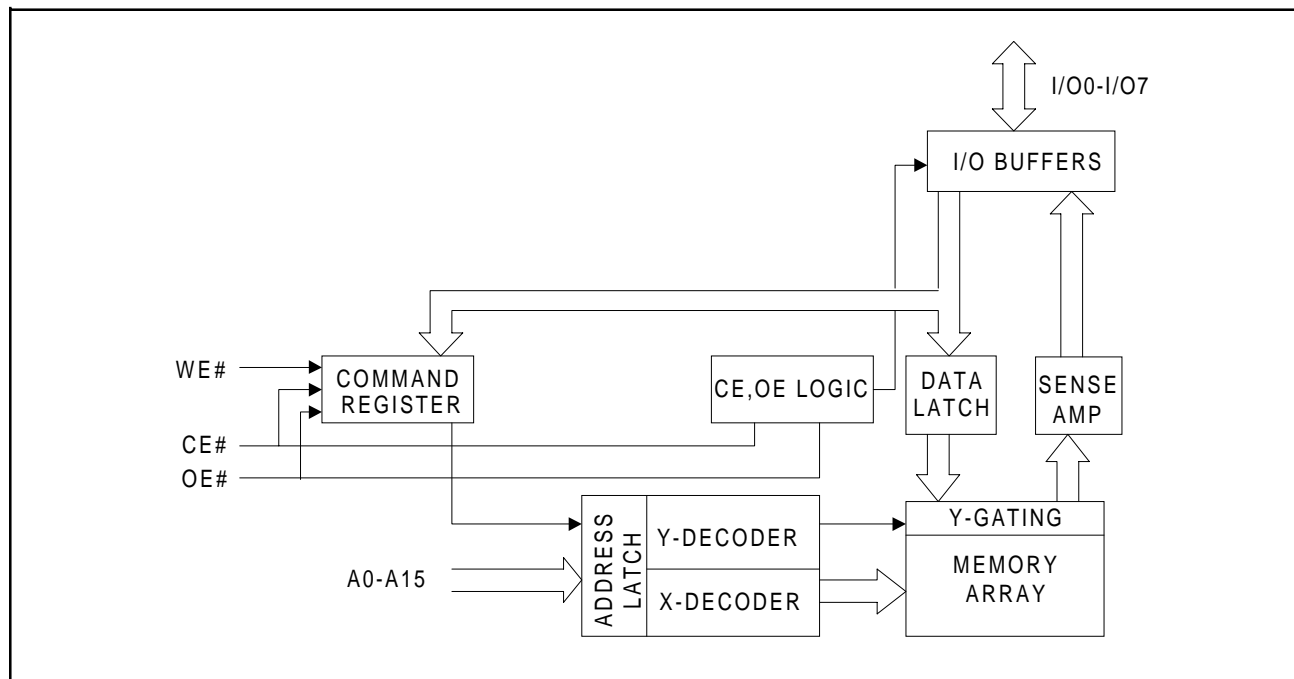 I/O0-I/O7
I/O BUFFERS
WE#
CE#
OE#
COMMAND
REGISTER
CE,OE LOGIC
DATA
LATCH
SENSE
AMP
A0-A15
ADDRESS
LATCH
Y-DECODER
X-DECODER
Y-GATING
MEMORY
ARRAY